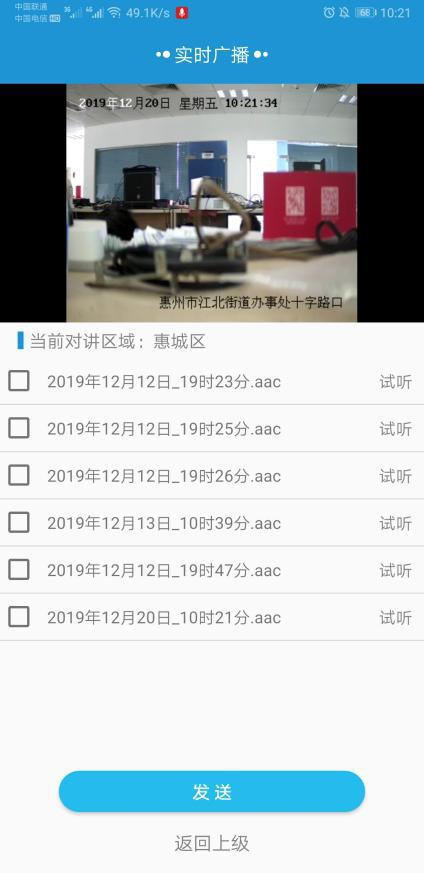 中国联通
中国电信 HD
3G 4G 49.1K/s 68 10:21
实时广播
2019年12月20日 星期五 10:21:34
惠州市江北街道办事处十字路口
当前对讲区域：惠城区
2019年12月12日_19时23分.aac 试听
2019年12月12日_19时25分.aac 试听
2019年12月12日_19时26分.aac 试听
2019年12月13日_10时39分.aac 试听
2019年12月12日_19时47分.aac 试听
2019年12月20日_10时21分.aac 试听
发送
返回上级